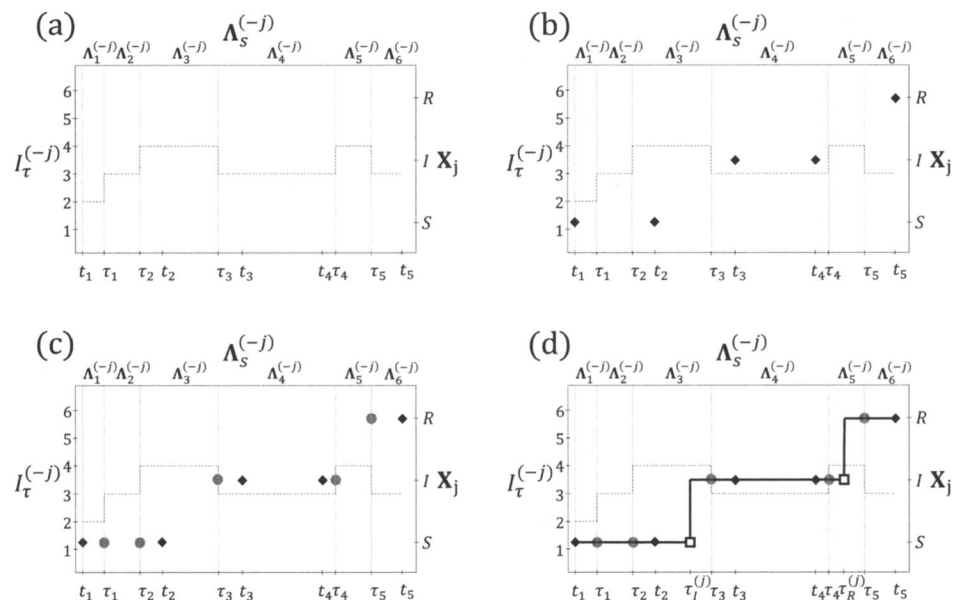 (a)
Λ_s^(−j)
Λ_1^(−j) Λ_2^(−j) Λ_3^(−j) Λ_4^(−j) Λ_5^(−j) Λ_6^(−j)
6
5
4
3
2
1
I_τ^(−j)
R
I X_j
S
t_1 τ_1 τ_2 t_2 τ_3 t_3 t_4 τ_4 τ_5 t_5
(b)
Λ_s^(−j)
Λ_1^(−j) Λ_2^(−j) Λ_3^(−j) Λ_4^(−j) Λ_5^(−j) Λ_6^(−j)
6
5
4
3
2
1
I_τ^(−j)
R
I X_j
S
t_1 τ_1 τ_2 t_2 τ_3 t_3 t_4 τ_4 τ_5 t_5
(c)
Λ_s^(−j)
Λ_1^(−j) Λ_2^(−j) Λ_3^(−j) Λ_4^(−j) Λ_5^(−j) Λ_6^(−j)
6
5
4
3
2
1
I_τ^(−j)
R
I X_j
S
t_1 τ_1 τ_2 t_2 τ_3 t_3 t_4 τ_4 τ_5 t_5
(d)
Λ_s^(−j)
Λ_1^(−j) Λ_2^(−j) Λ_3^(−j) Λ_4^(−j) Λ_5^(−j) Λ_6^(−j)
6
5
4
3
2
1
I_τ^(−j)
R
I X_j
S
t_1 τ_1 τ_2 t_2 τ_I^(j) τ_3 t_3 t_4 τ_4 τ_R^(j) τ_5 t_5